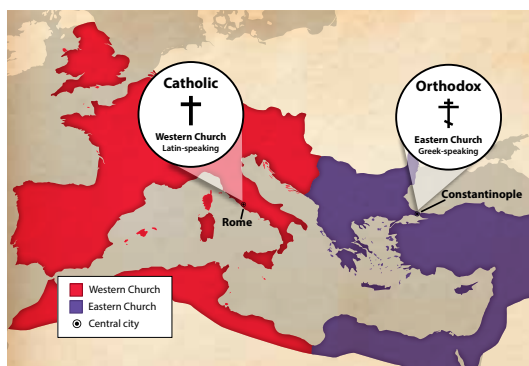 Catholic
Western Church
Latin-speaking
Orthodox
Eastern Church
Greek-speaking
Constantinople
Rome
Western Church
Eastern Church
Central city